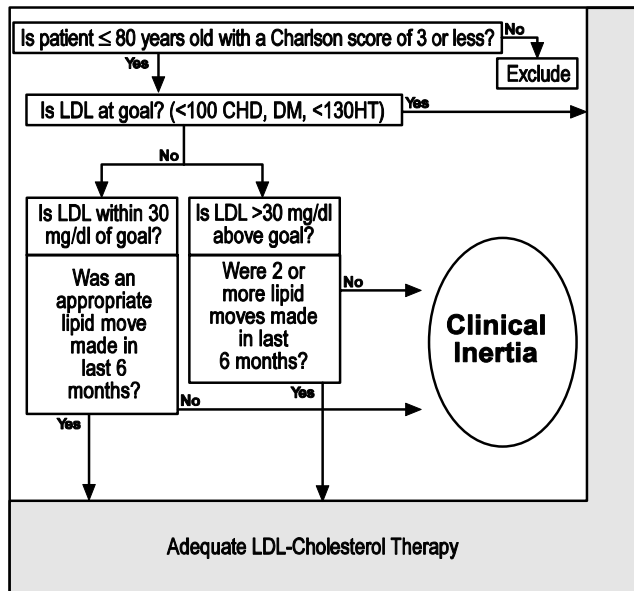 Is patient ≤ 80 years old with a Charlson score of 3 or less?
No
Yes
Exclude
Is LDL at goal? (<100 CHD, DM, <130HT)
Yes
No
Is LDL within 30
mg/dl of goal?
Is LDL >30 mg/dl
above goal?
Was an
appropriate
lipid move
made in
last 6
months?
Were 2 or
more lipid
moves made
in last
6 months?
No
Clinical
Inertia
Yes
No
Yes
Adequate LDL-Cholesterol Therapy